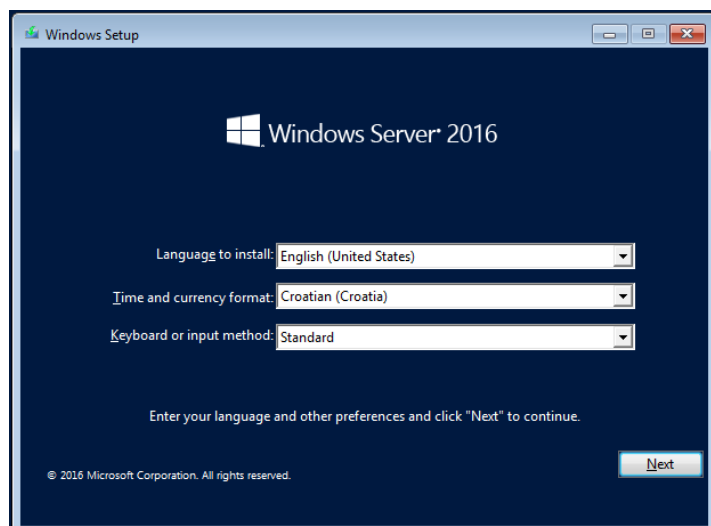 Windows Setup
Windows Server® 2016
Language to install: English (United States)
Time and currency format: Croatian (Croatia)
Keyboard or input method: Standard
Enter your language and other preferences and click "Next" to continue.
Next
© 2016 Microsoft Corporation. All rights reserved.